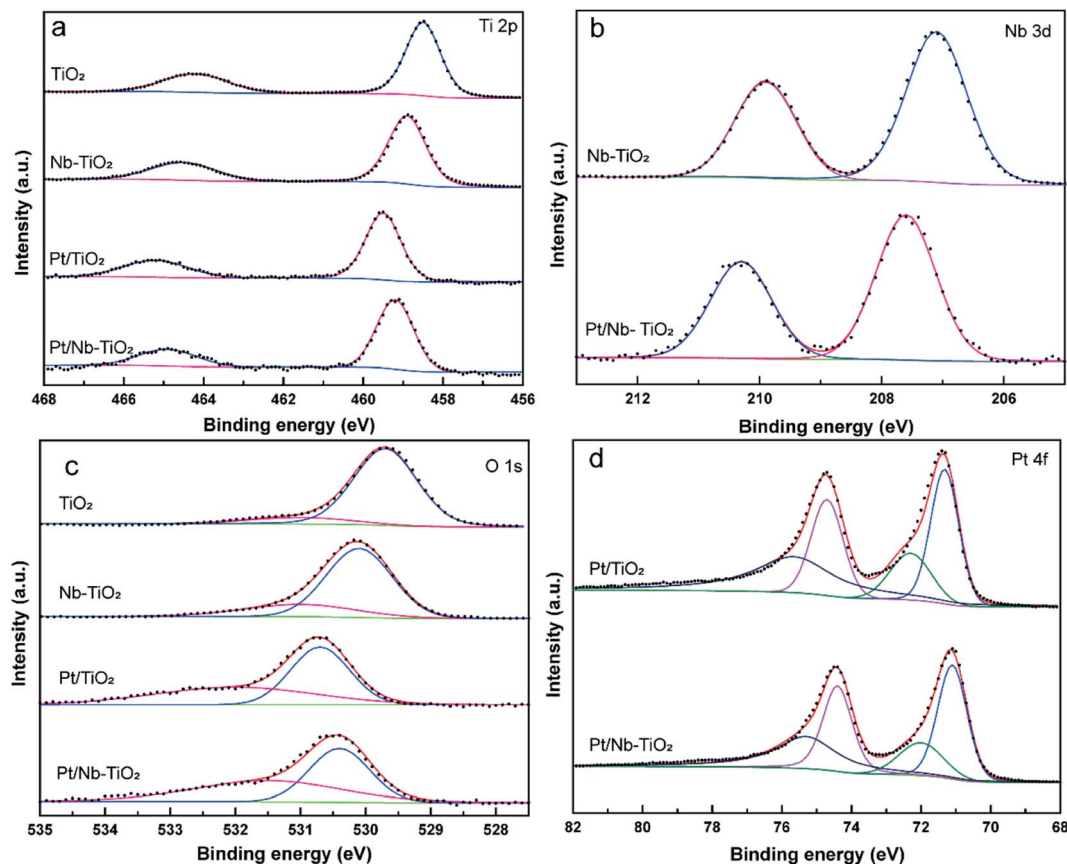 a
Ti 2p
TiO₂
Nb-TiO₂
Pt/TiO₂
Pt/Nb-TiO₂
Intensity (a.u.)
468 466 464 462 460 458 456
Binding energy (eV)
b
Nb 3d
Nb-TiO₂
Pt/Nb- TiO₂
Intensity (a.u.)
212 210 207 206
Binding energy (eV)
c
O 1s
TiO₂
Nb-TiO₂
Pt/TiO₂
Pt/Nb-TiO₂
Intensity (a.u.)
535 534 533 532 531 530 529 528
Binding energy (eV)
d
Pt 4f
Pt/TiO₂
Pt/Nb-TiO₂
Intensity (a.u.)
82 80 78 76 74 72 70 68
Binding energy (eV)